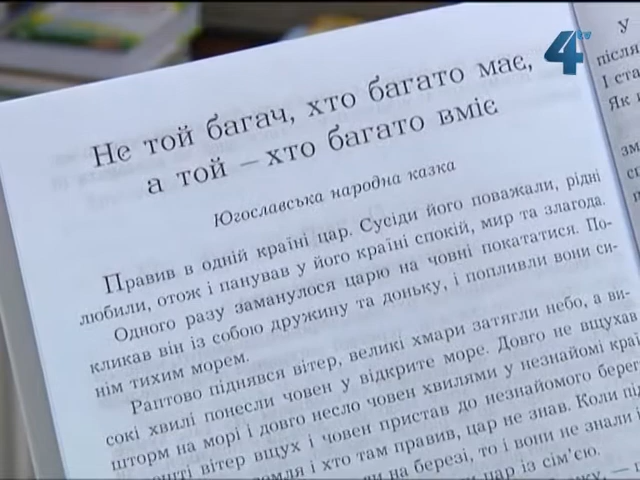 4 tv
Не той багач, хто багато має,
а той – хто багато вміє
Югославська народна казка
Правив в одній країні цар. Сусіди його поважали, рідні
любили, отож і панував у його країні спокій, мир та злагода.
Одного разу заманулося царю на човні покататися. По-
кликав він із собою дружину та доньку, і попливли вони си-
нім тихим морем.
Раптово піднявся вітер, великі хмари затягли небо, а ви-
сокі хвилі понесли човен у відкрите море. Довго не вщухав
шторм на морі і довго несло човен хвилями у незнайомі краї
вітер вщух і човен пристав до незнайомого берег
і хто там правив, цар не знав. Коли
на березі, то і вони не знали
цар із сім'єю.
У
після
І ста
Як